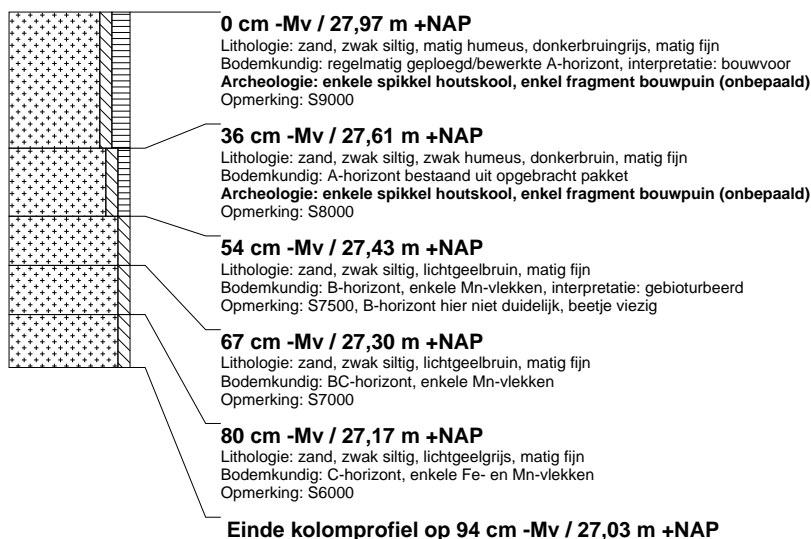 0 cm -Mv / 27,97 m +NAP
Lithologie: zand, zwak siltig, matig humeus, donkerbruingrijs, matig fijn
Bodemkundig: regelmatig geploegd/bewerkte A-horizont, interpretatie: bouwvoor
Archeologie: enkele spikkel houtskool, enkel fragment bouwpuin (onbepaald)
Opmerking: S9000
36 cm -Mv / 27,61 m +NAP
Lithologie: zand, zwak siltig, zwak humeus, donkerbruin, matig fijn
Bodemkundig: A-horizont bestaand uit opgebracht pakket
Archeologie: enkele spikkel houtskool, enkel fragment bouwpuin (onbepaald)
Opmerking: S8000
54 cm -Mv / 27,43 m +NAP
Lithologie: zand, zwak siltig, lichtgeelbruin, matig fijn
Bodemkundig: B-horizont, enkele Mn-vlekken, interpretatie: gebioturbeerd
Opmerking: S7500, B-horizont hier niet duidelijk, beetje viezig
67 cm -Mv / 27,30 m +NAP
Lithologie: zand, zwak siltig, lichtgeelbruin, matig fijn
Bodemkundig: BC-horizont, enkele Mn-vlekken
Opmerking: S7000
80 cm -Mv / 27,17 m +NAP
Lithologie: zand, zwak siltig, lichtgeelgrijs, matig fijn
Bodemkundig: C-horizont, enkele Fe- en Mn-vlekken
Opmerking: S6000
Einde kolomprofiel op 94 cm -Mv / 27,03 m +NAP